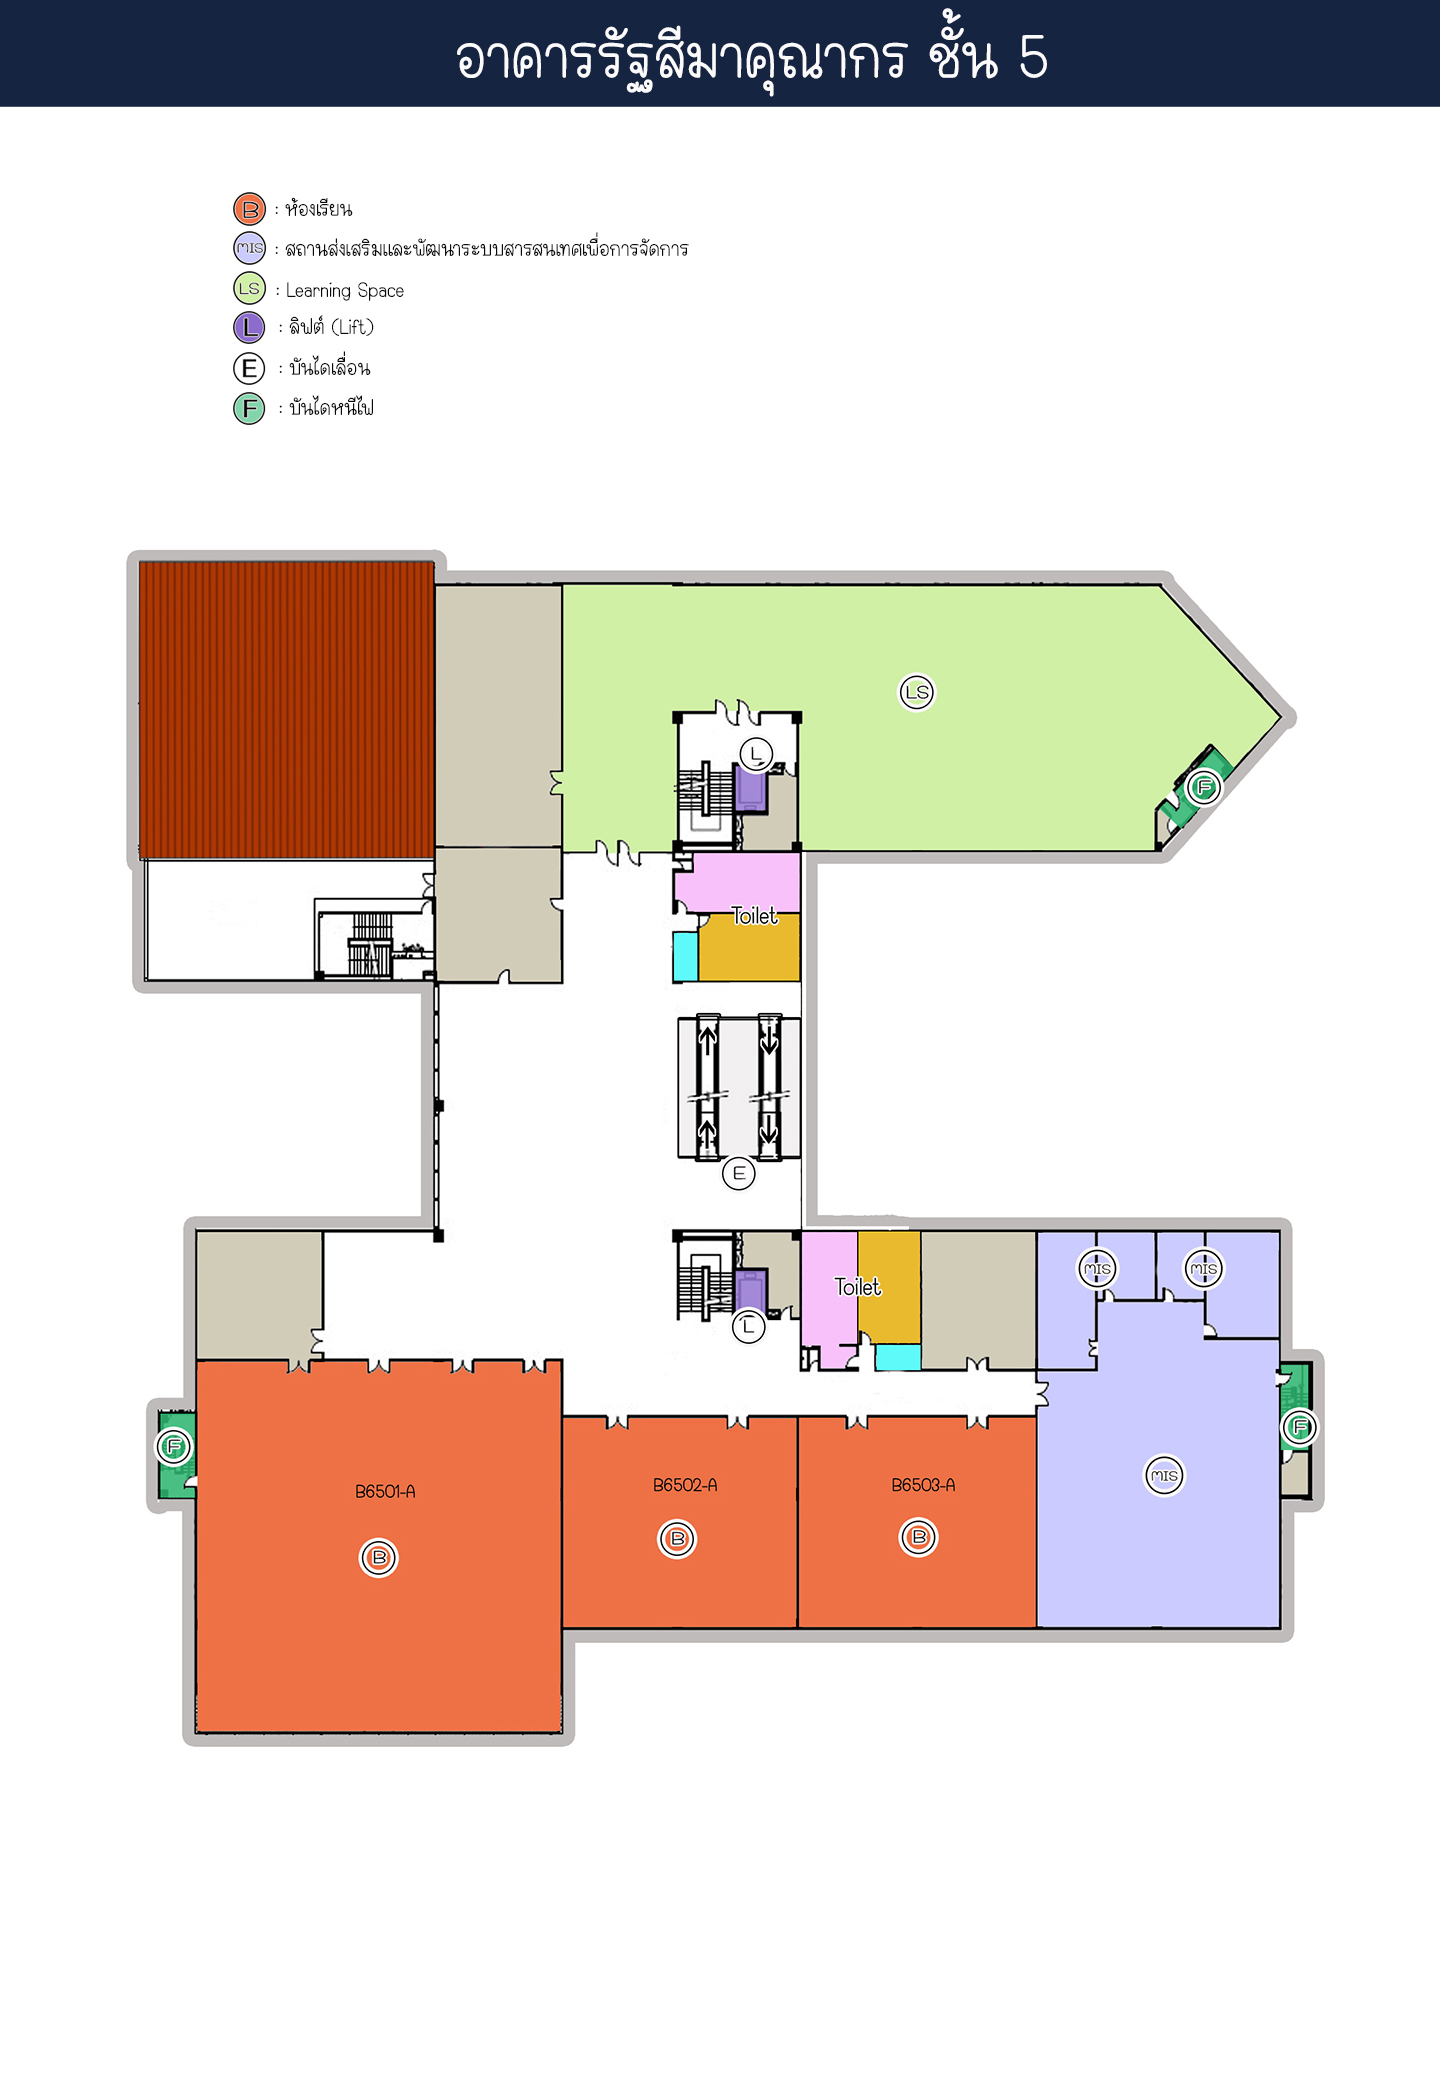 อาคารรัฐสีมาคุณากร ชั้น 5
B : ห้องเรียน
MIS : สถานส่งเสริมและพัฒนาระบบสารสนเทศเพื่อการจัดการ
LS : Learning Space
L : ลิฟต์ (Lift)
E : บันไดเลื่อน
F : บันไดหนีไฟ
LS
L
F
Toilet
E
MIS
MIS
Toilet
L
F
F
B6501-A
B6502-A
B6503-A
MIS
B
B
B